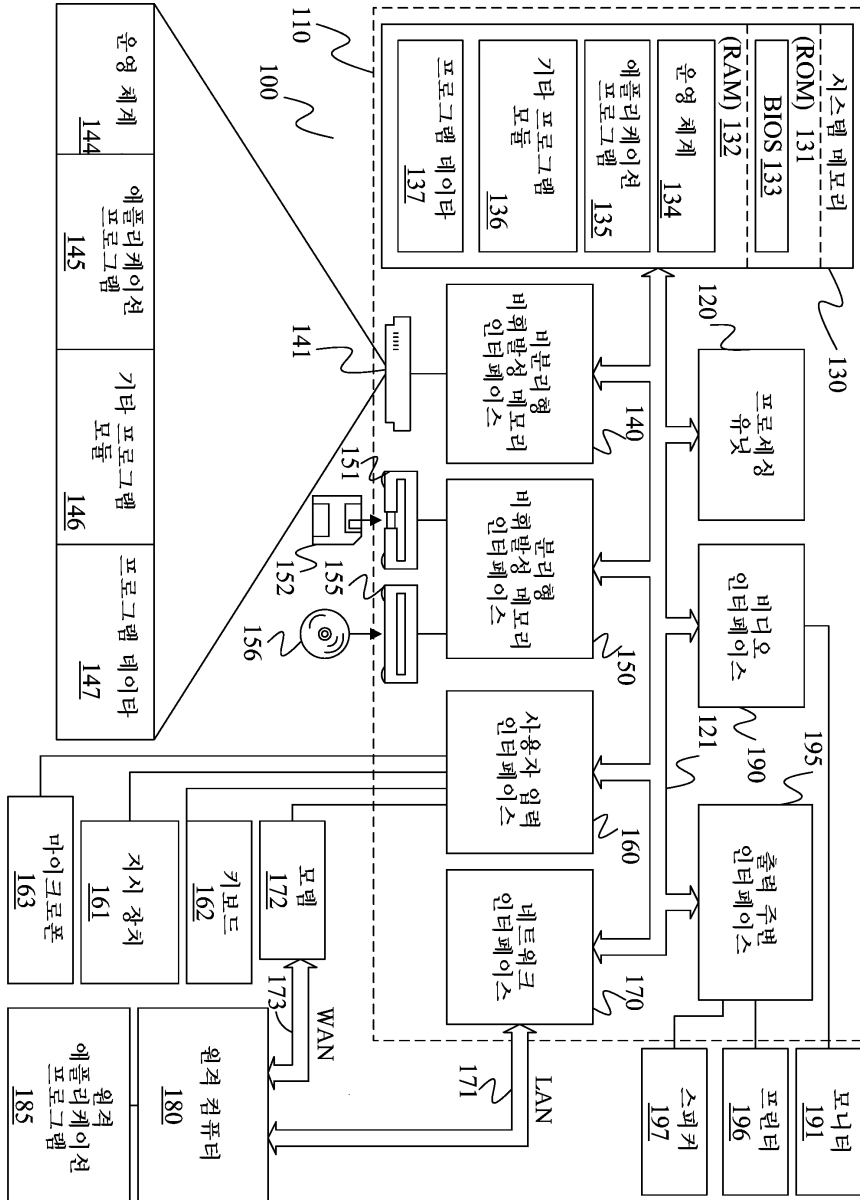 100
110
시스템 메모리
(ROM) 131
BIOS 133
(RAM) 132
운영 체계
134
애플리케이션
프로그램
135
기타 프로그램
모듈
136
프로그램 데이타
137
130
120
프로세싱
유닛
비디오
인터페이스
190
121
195
출력 주변
인터페이스
모니터
191
프린터
196
스피커
197
비분리형
비휘발성 메모리
인터페이스
140
분리형
비휘발성 메모리
인터페이스
150
사용자 입력
인터페이스
160
네트워크
인터페이스
170
LAN
171
141
151
152
155
156
WAN
173
모뎀
172
키보드
162
지시 장치
161
마이크로폰
163
원격 컴퓨터
180
원격
애플리케이션
프로그램
185
운영 체계
144
애플리케이션
프로그램
145
기타 프로그램
모듈
146
프로그램 데이타
147